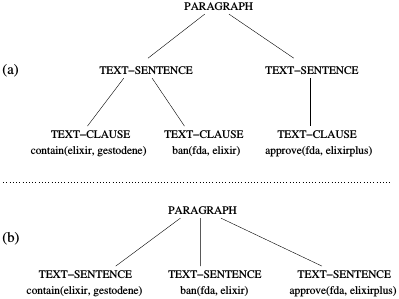 PARAGRAPH
(a)
TEXT−SENTENCE TEXT−SENTENCE
TEXT−CLAUSE TEXT−CLAUSE TEXT−CLAUSE
contain(elixir, gestodene) ban(fda, elixir) approve(fda, elixirplus)
PARAGRAPH
(b)
TEXT−SENTENCE TEXT−SENTENCE TEXT−SENTENCE
contain(elixir, gestodene) ban(fda, elixir) approve(fda, elixirplus)